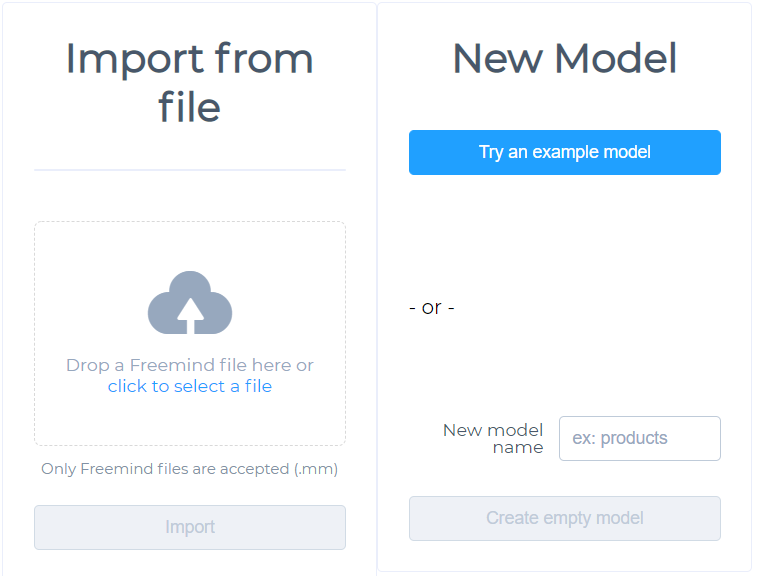 Import from
file
Drop a Freemind file here or
click to select a file
Only Freemind files are accepted (.mm)
Import
New Model
Try an example model
- or -
New model
name
ex: products
Create empty model